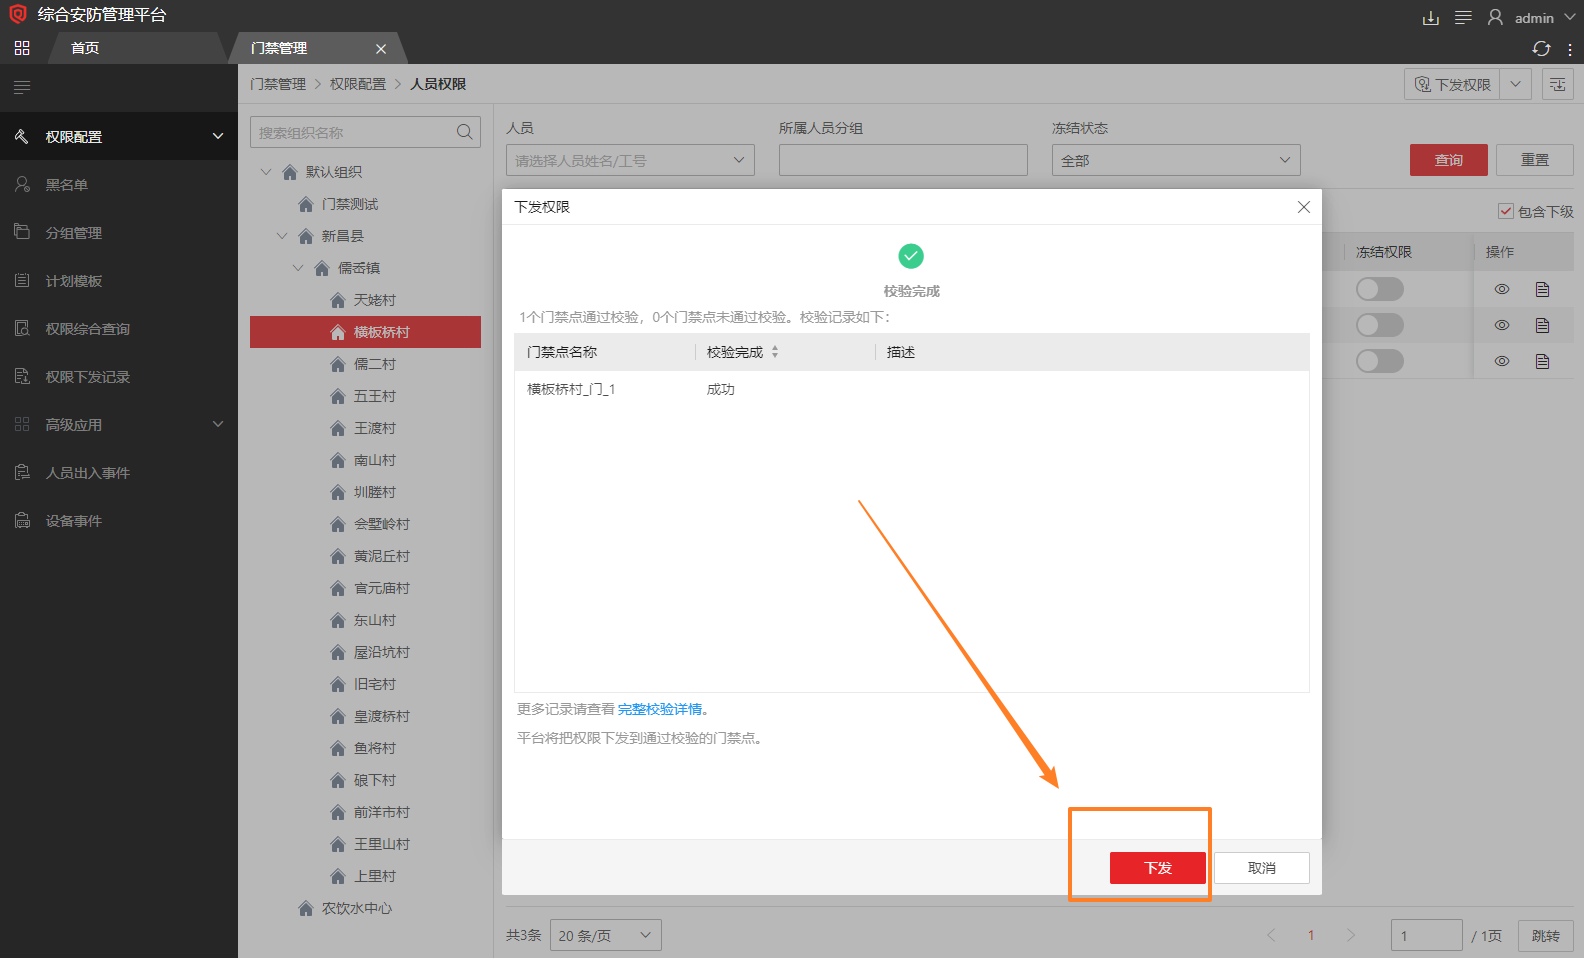 综合安防管理平台
admin
首页
门禁管理
门禁管理 > 权限配置 > 人员权限
下发权限
权限配置
黑名单
分组管理
计划模板
权限综合查询
权限下发记录
高级应用
人员出入事件
设备事件
搜索组织名称
默认组织
门禁测试
新昌县
儒岙镇
天姥村
横板桥村
儒二村
五王村
王渡村
南山村
圳塍村
会墅岭村
黄泥丘村
官元庙村
东山村
屋沿坑村
旧宅村
皇渡桥村
鱼将村
硍下村
前洋市村
王里山村
上里村
农饮水中心
人员
所属人员分组
冻结状态
请选择人员姓名/工号
全部
查询
重置
包含下级
冻结权限
操作
下发权限
校验完成
1个门禁点通过校验，0个门禁点未通过校验。校验记录如下：
门禁点名称
校验完成
描述
横板桥村_门_1
成功
更多记录请查看 完整校验详情。
平台将把权限下发到通过校验的门禁点。
下发
取消
共3条
20 条/页
1
1
/ 1页
跳转